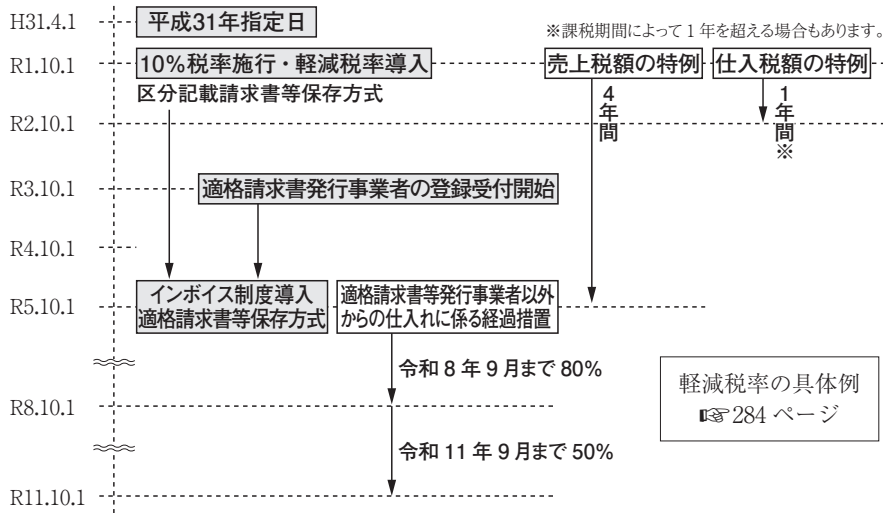 H31.4.1
平成31年指定日
※課税期間によって1年を超える場合もあります。
R1.10.1
10％税率施行・軽減税率導入
売上税額の特例
仕入税額の特例
区分記載請求書等保存方式
4年間
1年間※
R2.10.1
R3.10.1
適格請求書発行事業者の登録受付開始
R4.10.1
R5.10.1
インボイス制度導入
適格請求書等保存方式
適格請求書等発行事業者以外
からの仕入れに係る経過措置
令和8年9月まで80％
軽減税率の具体例
☞284ページ
R8.10.1
令和11年9月まで50％
R11.10.1